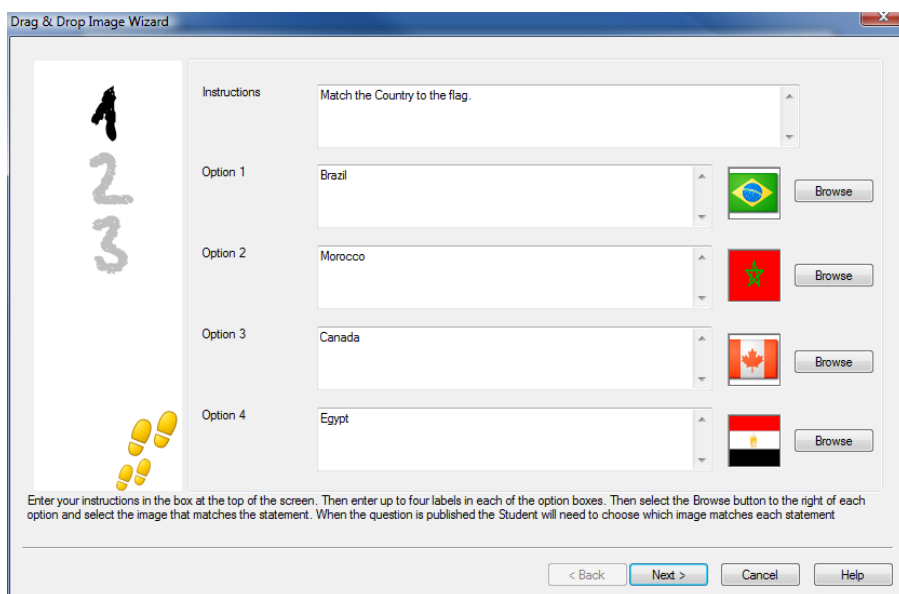 Drag & Drop Image Wizard
1
2
3
Instructions
Match the Country to the flag.
Option 1
Brazil
Browse
Option 2
Morocco
Browse
Option 3
Canada
Browse
Option 4
Egypt
Browse
Enter your instructions in the box at the top of the screen. Then enter up to four labels in each of the option boxes. Then select the Browse button to the right of each
option and select the image that matches the statement. When the question is published the Student will need to choose which image matches each statement
< Back
Next >
Cancel
Help